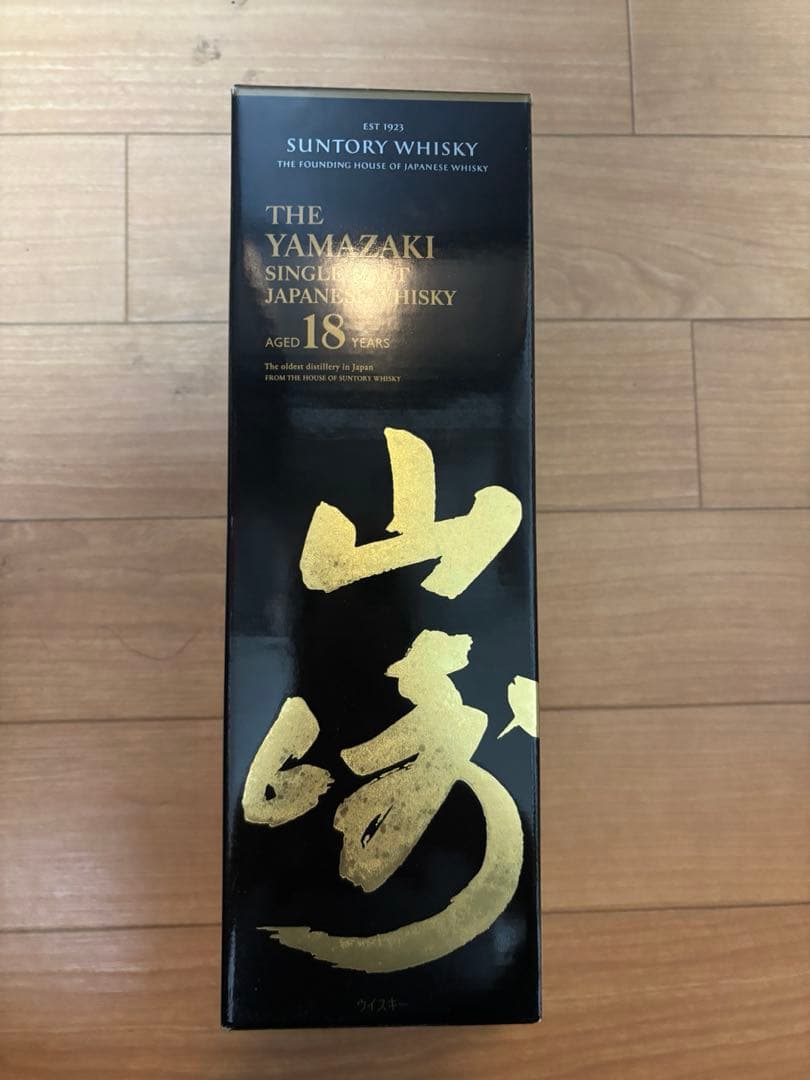 EST 1923
SUNTORY WHISKY
THE FOUNDING HOUSE OF JAPANESE WHISKY
THE
YAMAZAKI
SINGLE MALT
JAPANESE WHISKY
AGED 18 YEARS
The oldest distillery in Japan
FROM THE HOUSE OF SUNTORY WHISKY
山
崎
ウイスキー